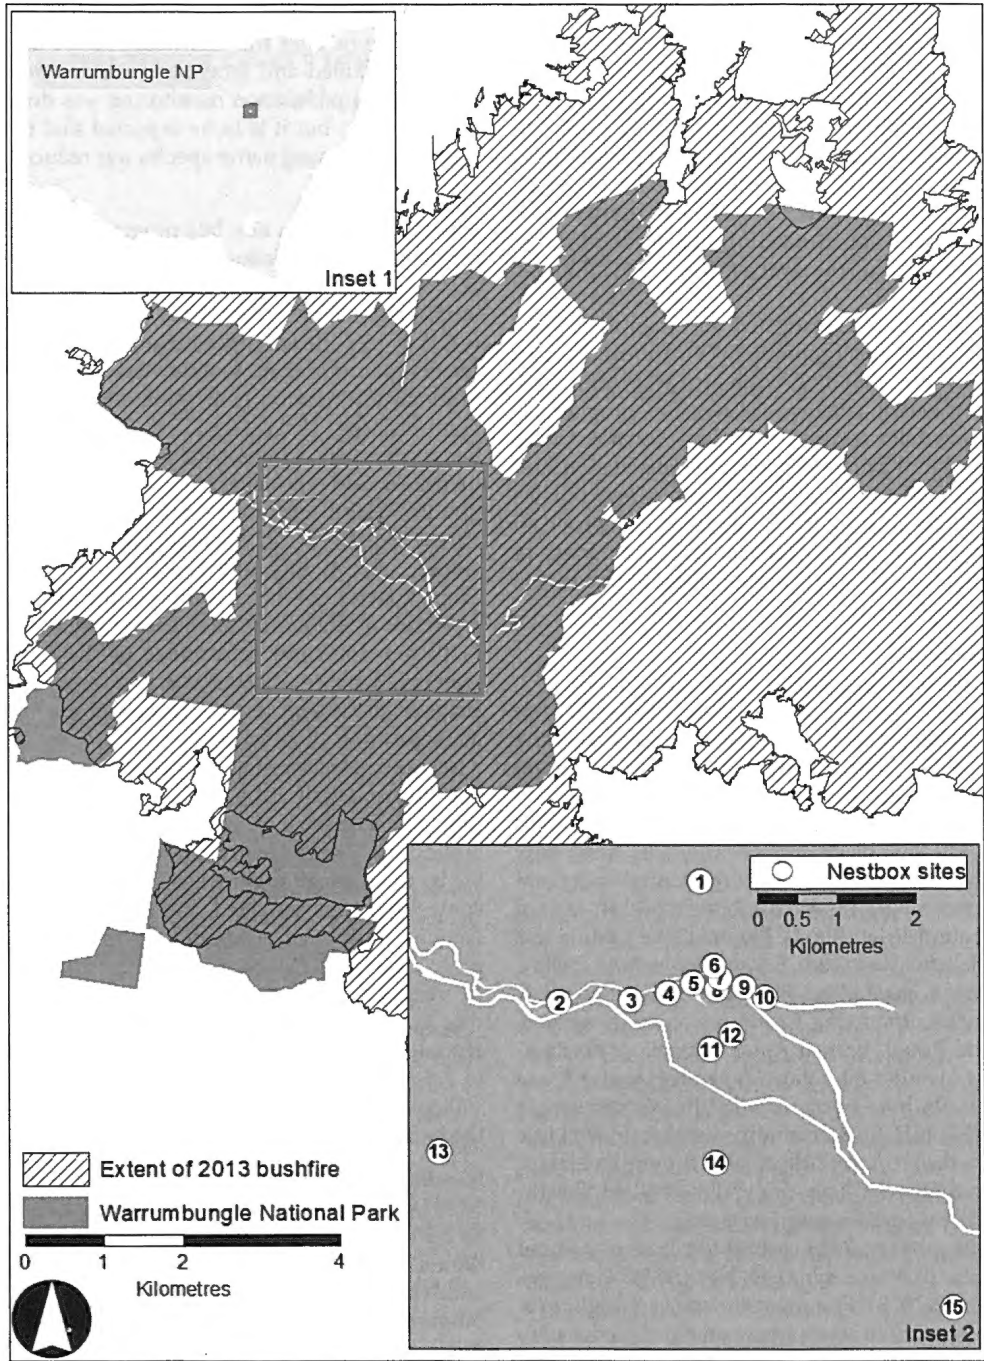 Warrumbungle NP
Inset 1
Nestbox sites
0 0.5 1 2
Kilometres
1
6
5 7
4 8 9
2 3 10
12
11
13
14
15
Inset 2
Extent of 2013 bushfire
Warrumbungle National Park
0 1 2 4
Kilometres